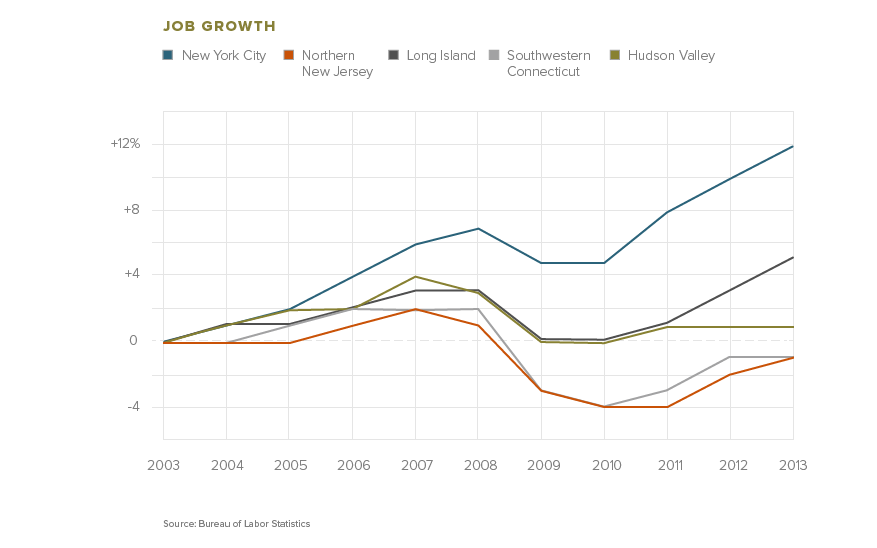 JOB GROWTH
New York City
Northern
New Jersey
Long Island
Southwestern
Connecticut
Hudson Valley
+12%
+8
+4
0
-4
2003 2004 2005 2006 2007 2008 2009 2010 2011 2012 2013
Source: Bureau of Labor Statistics